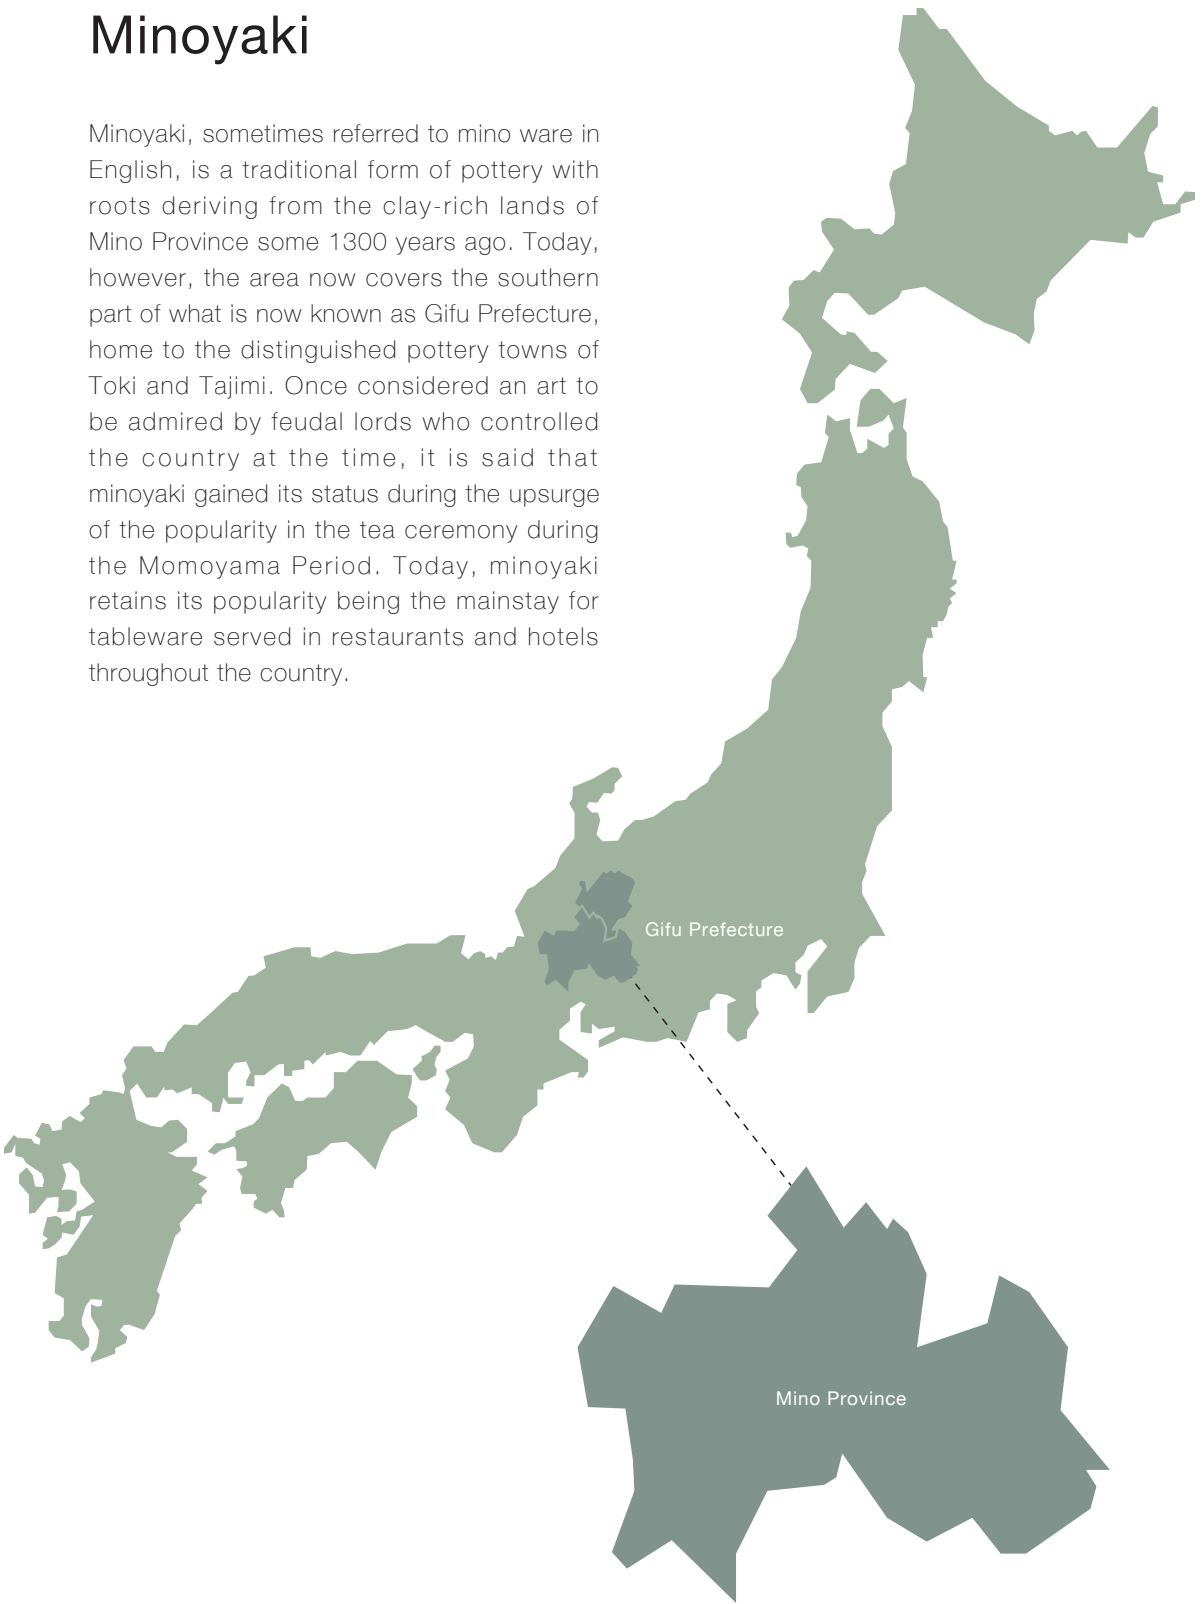 Minoyaki
Minoyaki, sometimes referred to mino ware in
English, is a traditional form of pottery with
roots deriving from the clay-rich lands of
Mino Province some 1300 years ago. Today,
however, the area now covers the southern
part of what is now known as Gifu Prefecture,
home to the distinguished pottery towns of
Toki and Tajimi. Once considered an art to
be admired by feudal lords who controlled
the country at the time, it is said that
minoyaki gained its status during the upsurge
of the popularity in the tea ceremony during
the Momoyama Period. Today, minoyaki
retains its popularity being the mainstay for
tableware served in restaurants and hotels
throughout the country.
Gifu Prefecture
Mino Province